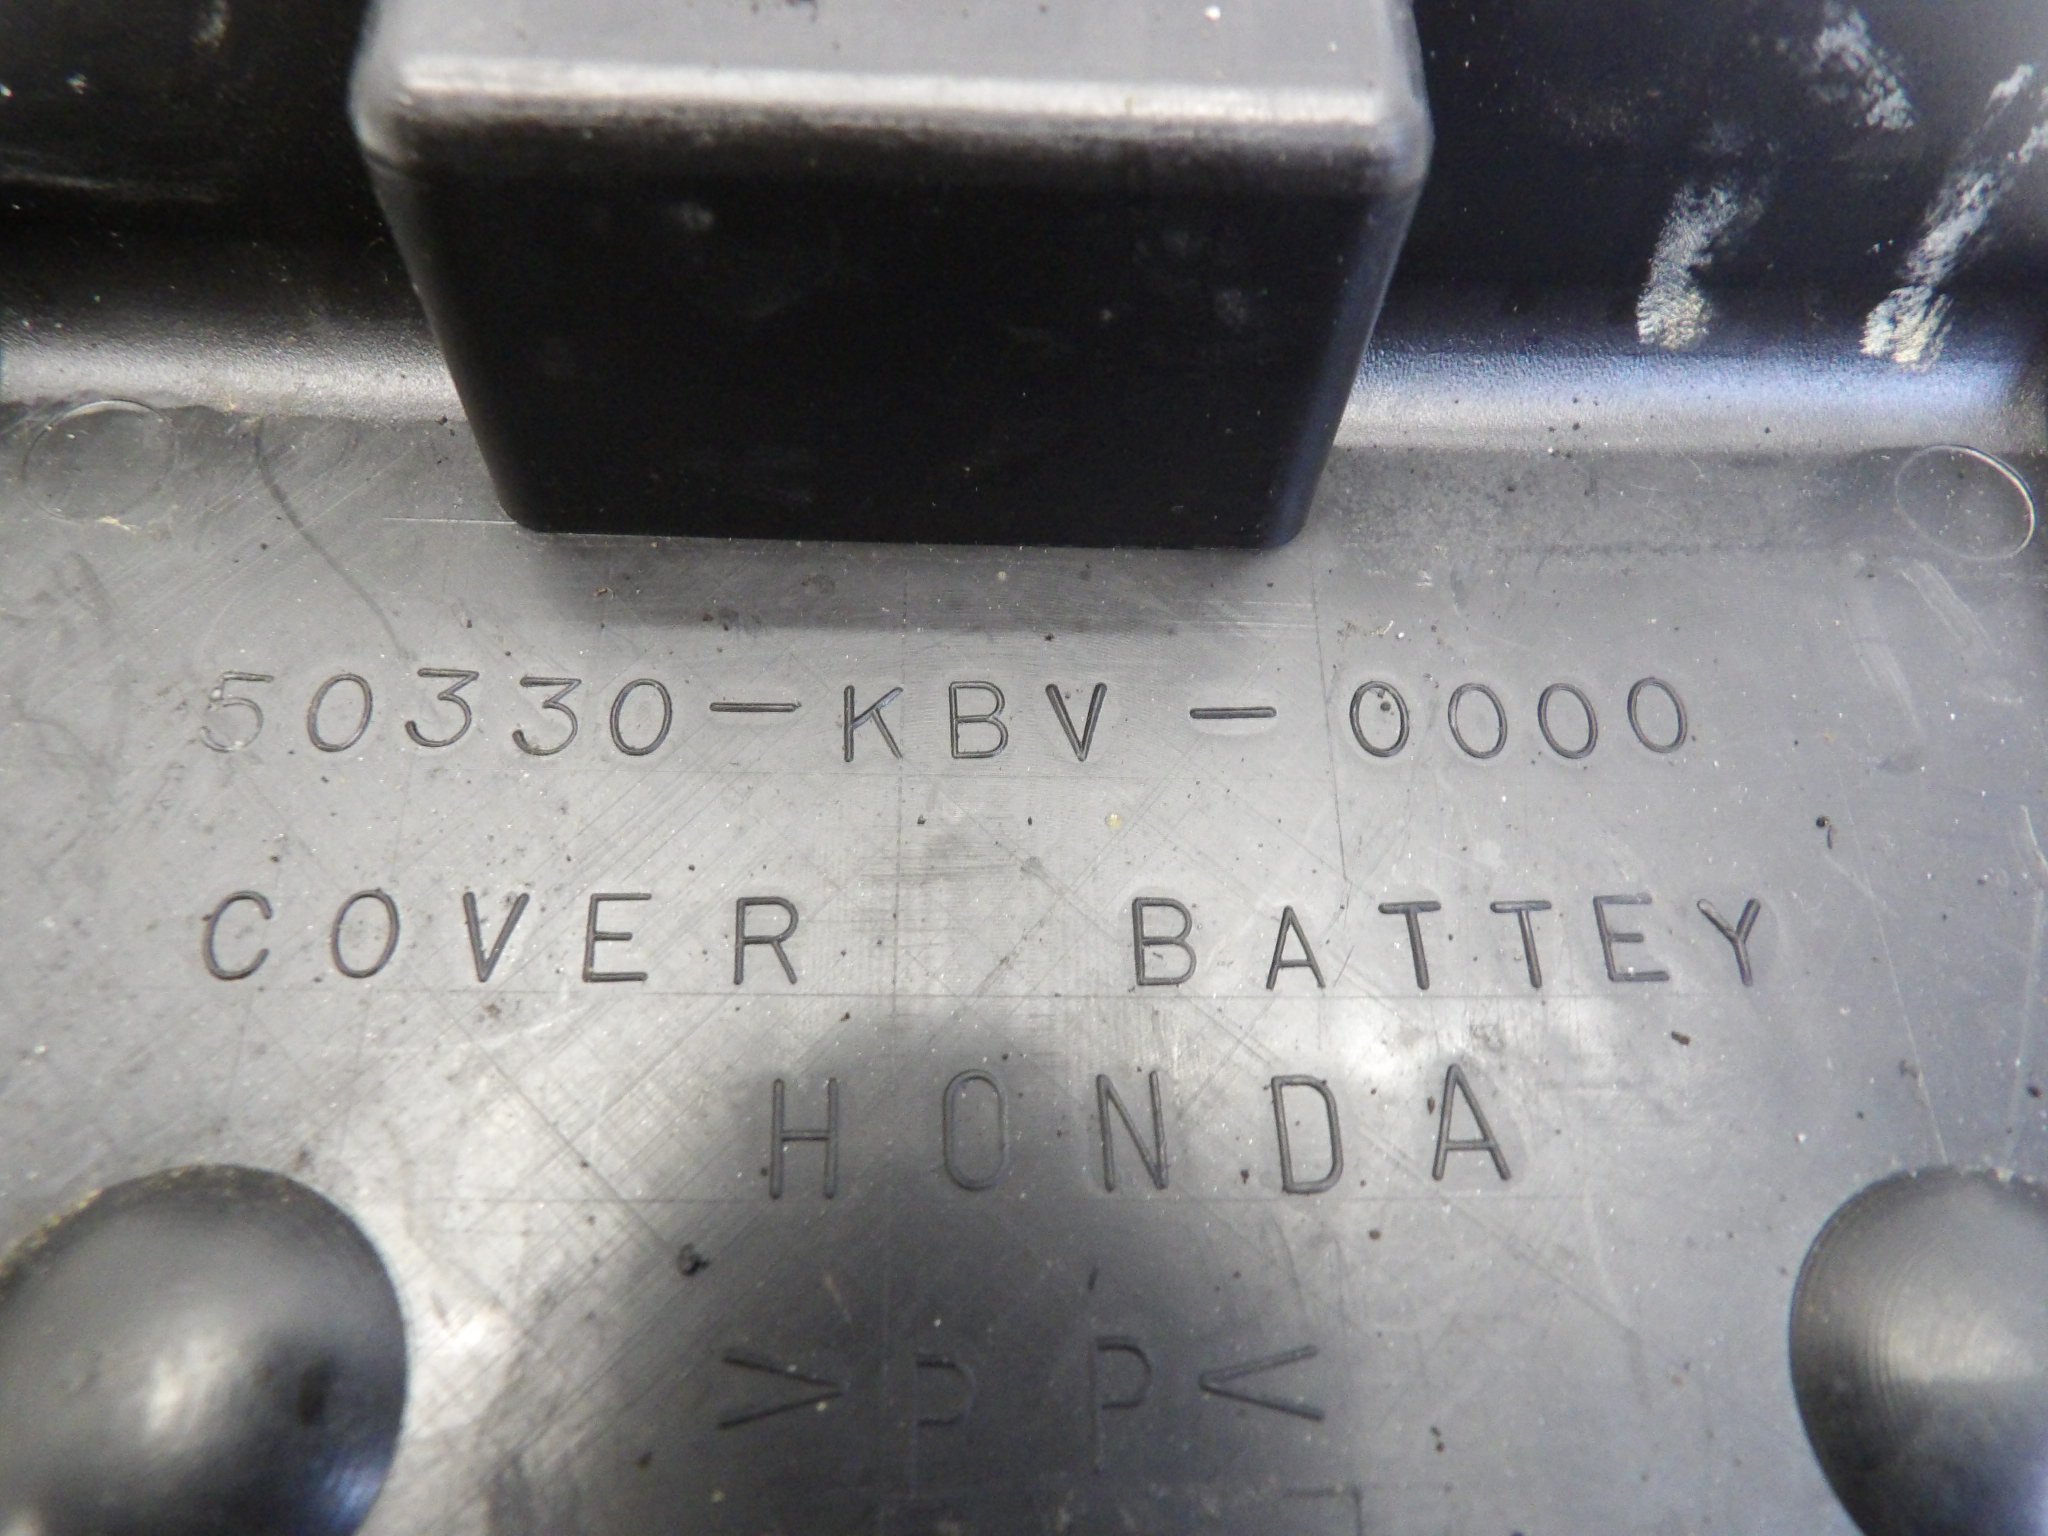 50330-KBV-0000
COVER BATTEY
HONDA
>PP<